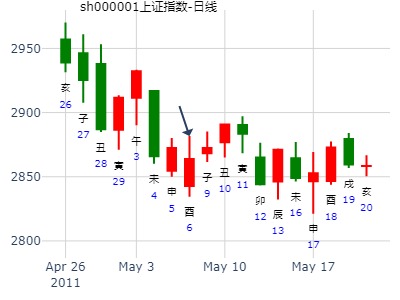 sh000001上证指数-日线
2950
2900
2850
2800
亥
26
子
27
丑
28
寅
29
午
3
未
4
申
5
酉
6
子
9
丑
10
寅
11
卯
12
辰
13
未
16
申
17
酉
18
戌
19
亥
20
Apr 26
2011
May 3
May 10
May 17